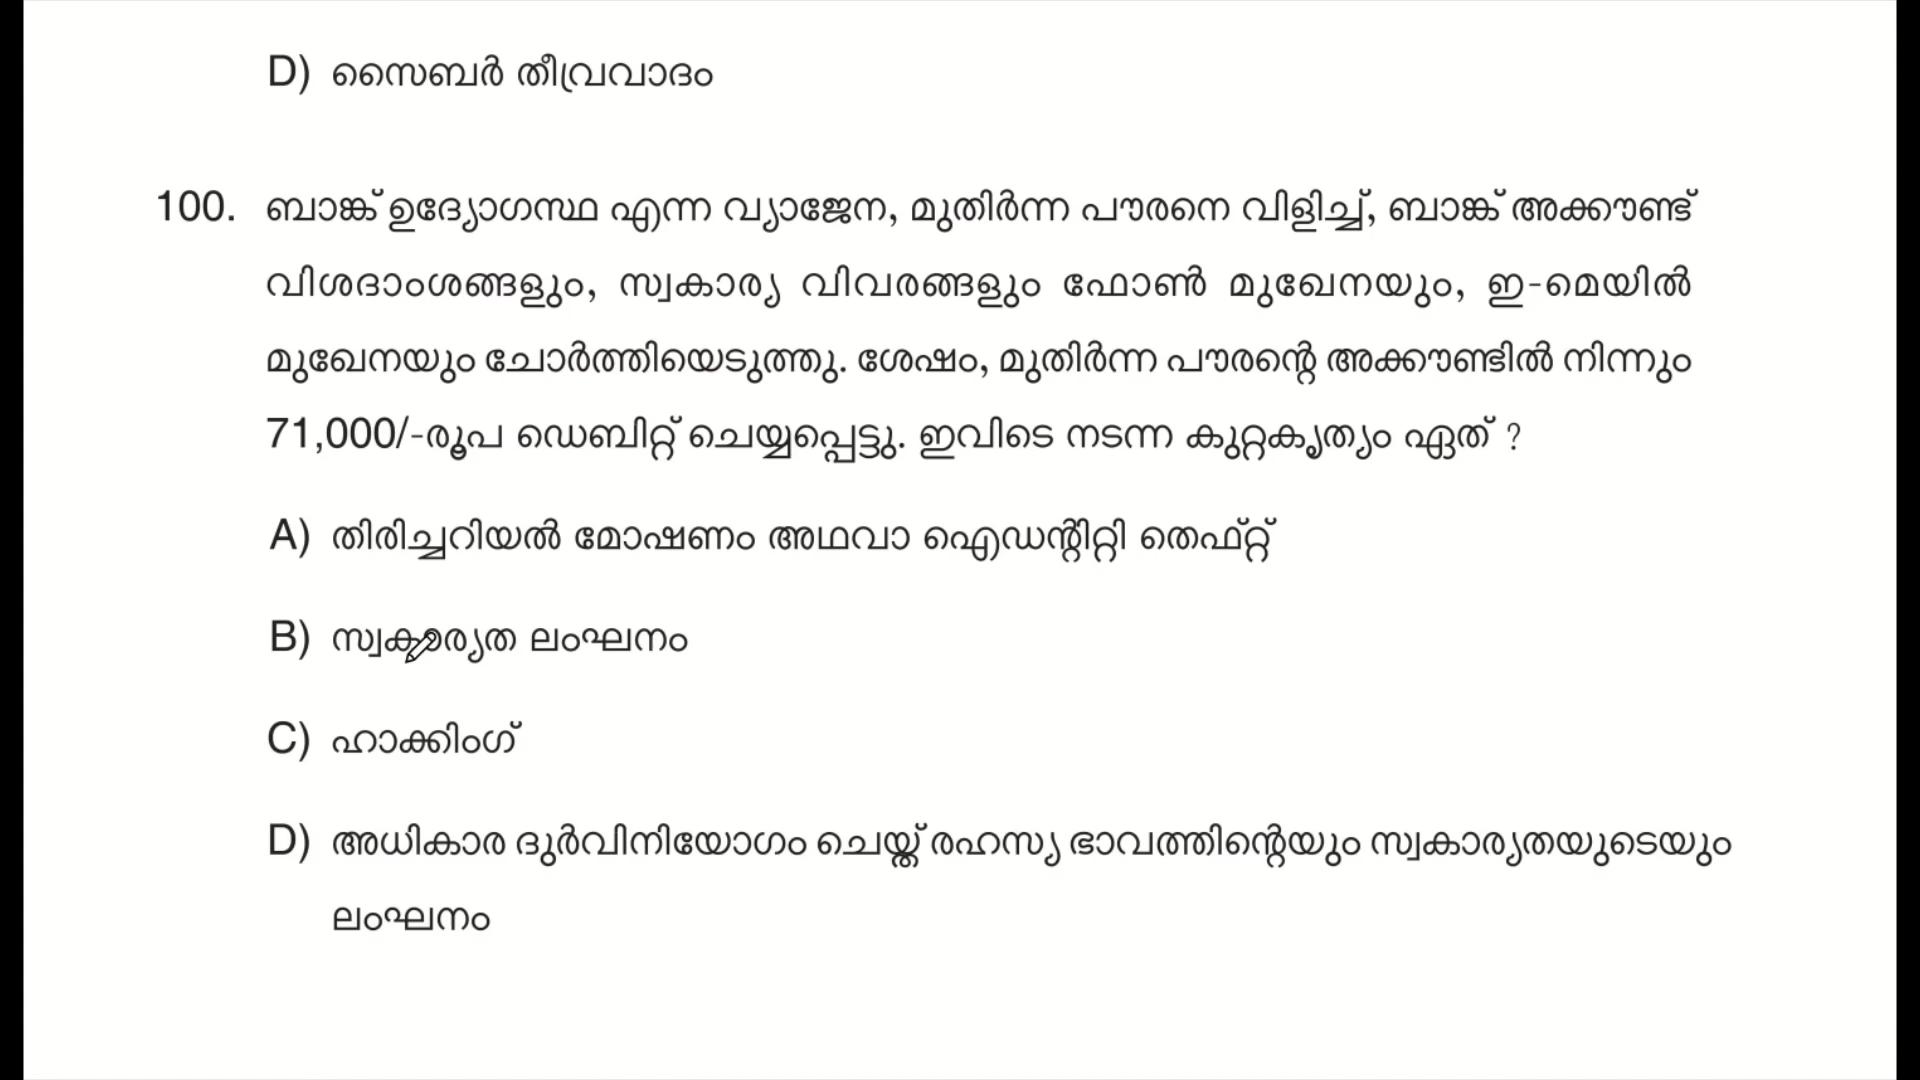 D) സൈബർ തീവ്രവാദം
100. ബാങ്ക് ഉദ്യോഗസ്ഥ എന്ന വ്യാജേന, മുതിർന്ന പൗരനെ വിളിച്ച്, ബാങ്ക് അക്കൗണ്ട്
വിശദാംശങ്ങളും, സ്വകാര്യ വിവരങ്ങളും ഫോൺ മുഖേനയും, ഇ-മെയിൽ
മുഖേനയും ചോർത്തിയെടുത്തു. ശേഷം, മുതിർന്ന പൗരന്റെ അക്കൗണ്ടിൽ നിന്നും
71,000/-രൂപ ഡെബിറ്റ് ചെയ്യപ്പെട്ടു. ഇവിടെ നടന്ന കുറ്റകൃത്യം ഏത് ?
A) തിരിച്ചറിയൽ മോഷണം അഥവാ ഐഡന്റിറ്റി തെഫ്റ്റ്
B) സ്വകാര്യത ലംഘനം
C) ഹാക്കിംഗ്
D) അധികാര ദുർവിനിയോഗം ചെയ്ത് രഹസ്യ ഭാവത്തിന്റെയും സ്വകാര്യതയുടെയും
ലംഘനം